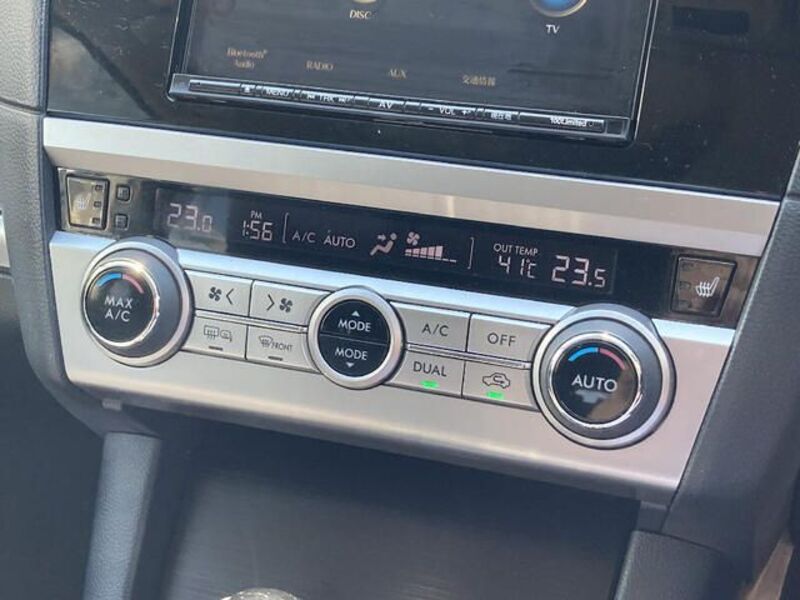 DISC
TV
Bluetooth
Audio
RADIO
AUX
交通情報
MENU
AV
- VOL +
23.0
PM
1:56
A/C AUTO
OUT TEMP
41℃
23.5
MAX
A/C
MODE
MODE
FRONT
A/C
OFF
DUAL
AUTO